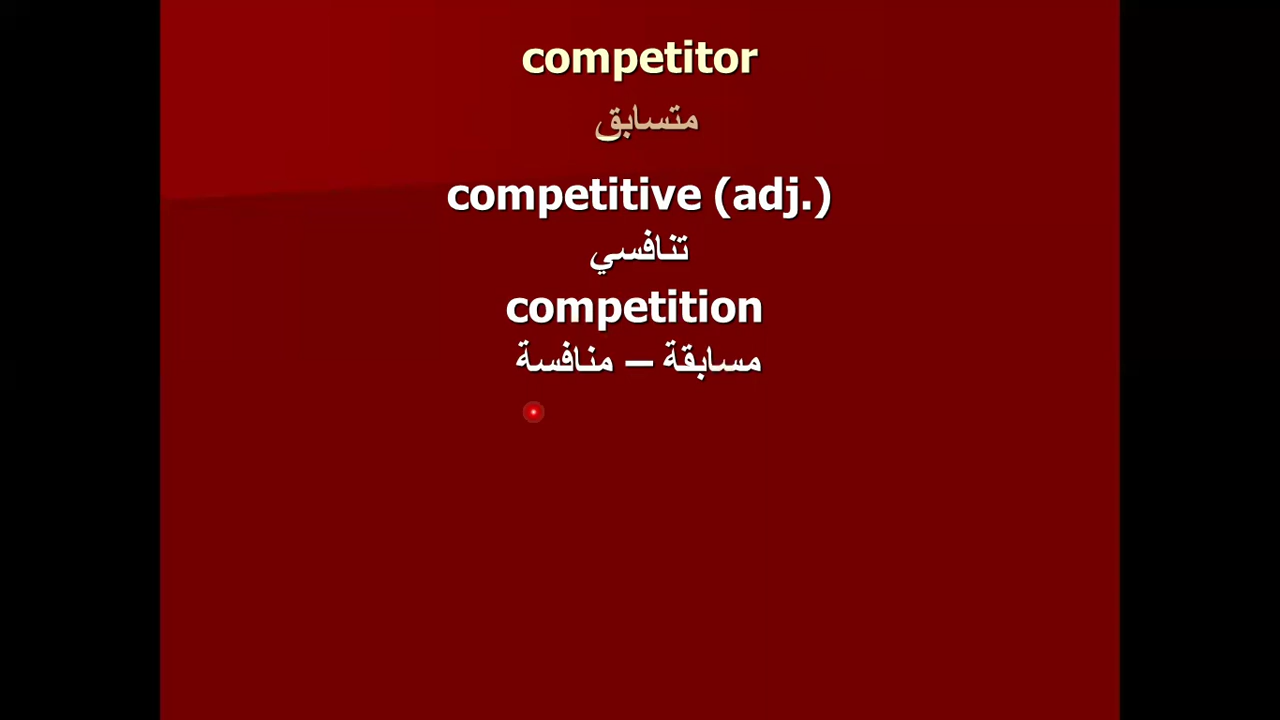 competitor
متسابق
competitive (adj.)
تنافسي
competition
مسابقة – منافسة